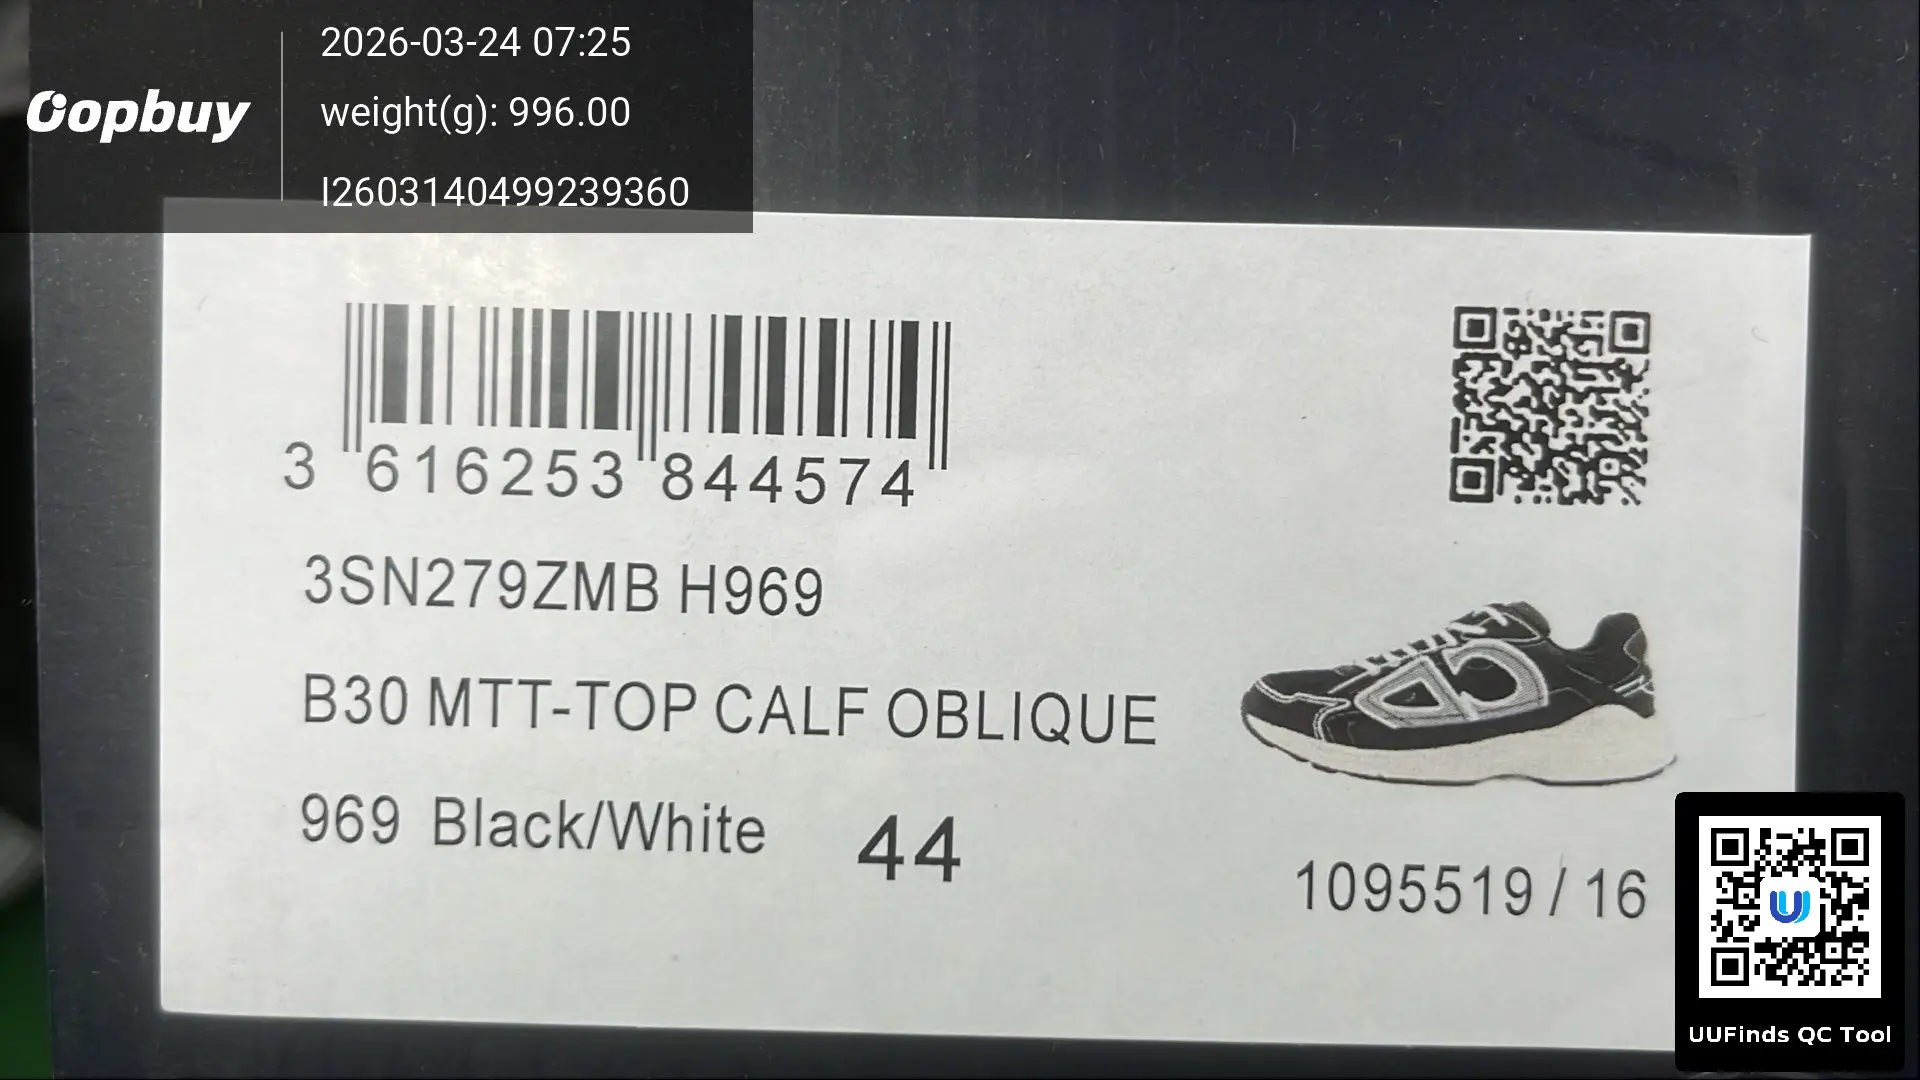 Oopbuy
2026-03-24 07:25
weight(g): 996.00
I2603140499239360
3 616253 844574
3SN279ZMB H969
B30 MTT-TOP CALF OBLIQUE
969 Black/White 44
1095519 / 16
UUFinds QC Tool